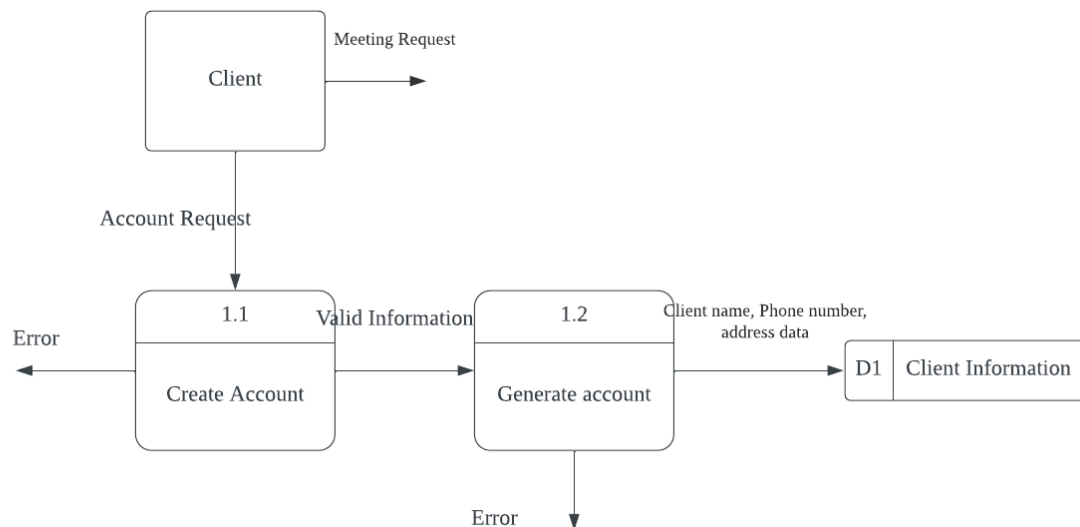 Meeting Request
Client
Account Request
1.1
Valid Information
1.2
Client name, Phone number,
address data
Error
D1
Client Information
Create Account
Generate account
Error